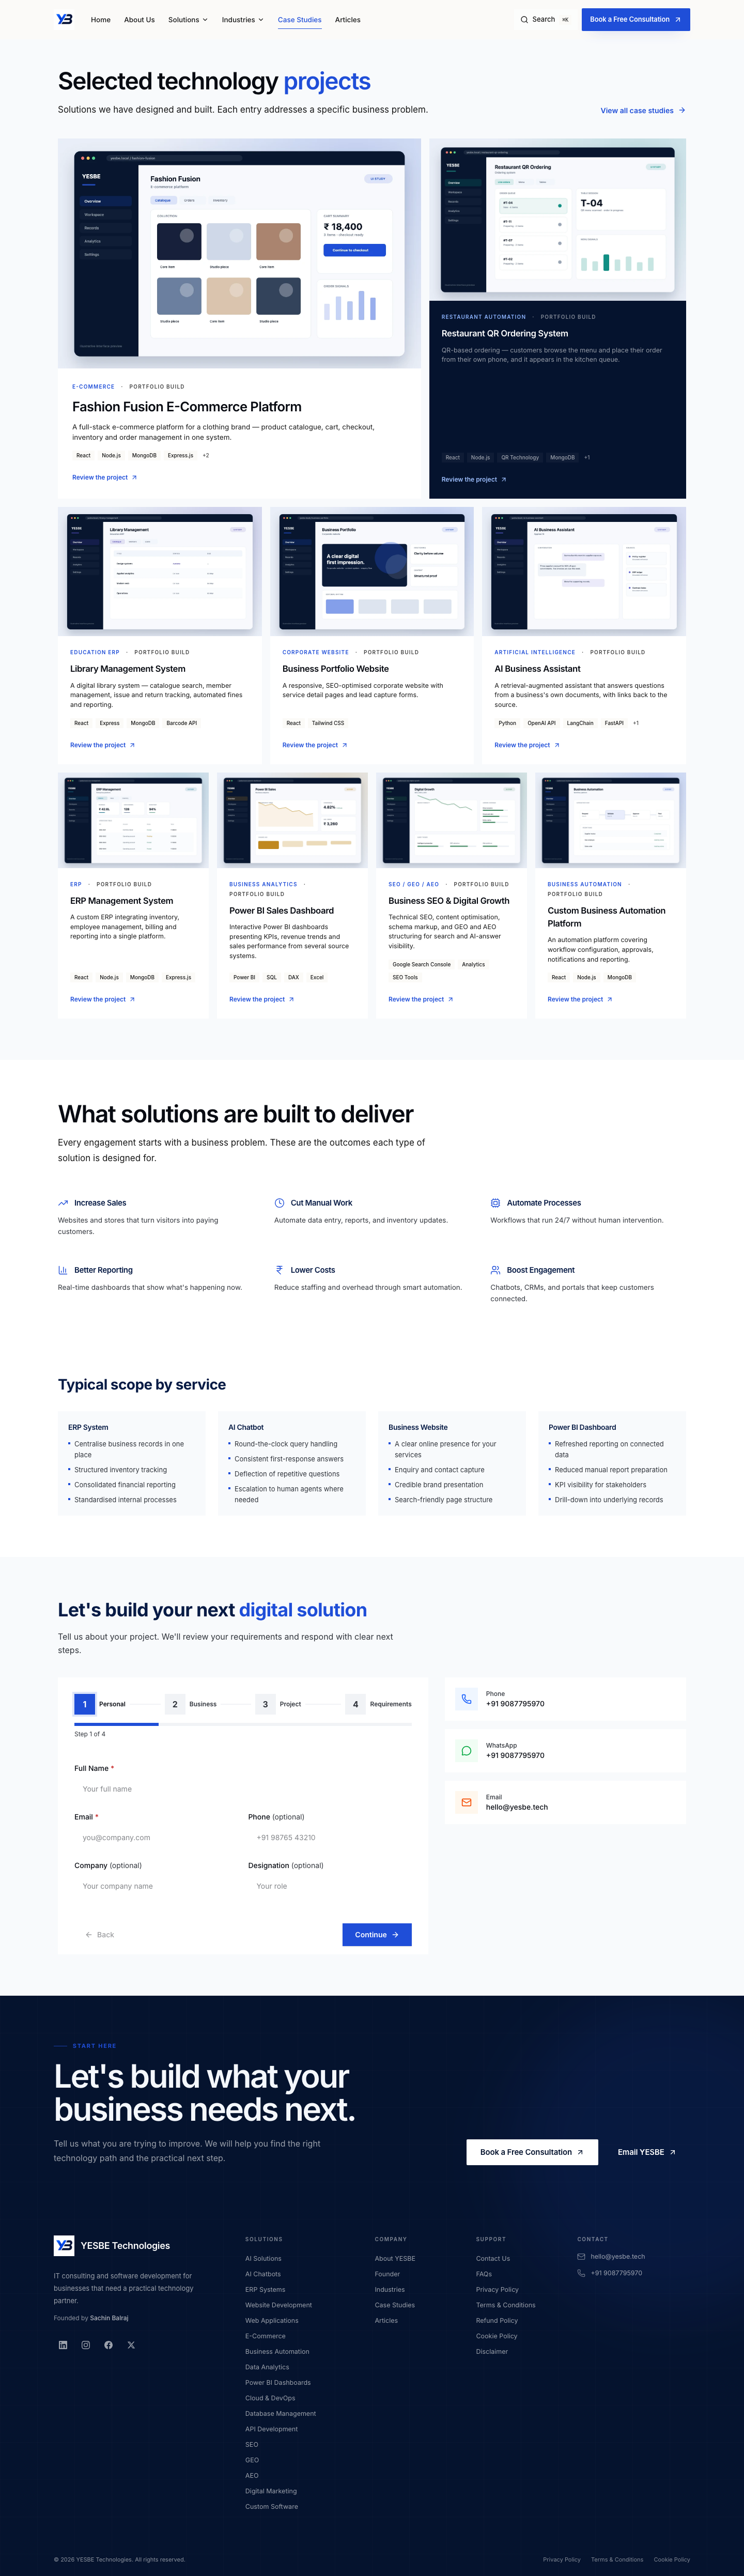 YB
Home
About Us
Solutions
Industries
Case Studies
Articles
Search
⌘K
Book a Free Consultation
Selected technology projects
Solutions we have designed and built. Each entry addresses a specific business problem.
View all case studies
YESBE
Overview
Workspace
Records
Analytics
Settings
Fashion Fusion
E-commerce platform
₹ 18,400
Continue to checkout
E-COMMERCE · PORTFOLIO BUILD
Fashion Fusion E-Commerce Platform
A full-stack e-commerce platform for a clothing brand — product catalogue, cart, checkout,
inventory and order management in one system.
React
Node.js
MongoDB
Express.js
+2
Review the project
YESBE
Restaurant QR Ordering
T-04
RESTAURANT AUTOMATION · PORTFOLIO BUILD
Restaurant QR Ordering System
QR-based ordering — customers browse the menu and place their order
from their own phone, and it appears in the kitchen queue.
React
Node.js
QR Technology
MongoDB
+1
Review the project
Library Management
EDUCATION ERP · PORTFOLIO BUILD
Library Management System
A digital library system — catalogue search, member
management, issue and return tracking, automated fines
and reporting.
React
Express
MongoDB
Barcode API
Review the project
Business Portfolio
A clear digital
first impression.
CORPORATE WEBSITE · PORTFOLIO BUILD
Business Portfolio Website
A responsive, SEO-optimised corporate website with
service detail pages and lead capture forms.
React
Tailwind CSS
Review the project
AI Business Assistant
ARTIFICIAL INTELLIGENCE · PORTFOLIO BUILD
AI Business Assistant
A retrieval-augmented assistant that answers questions
from a business's own documents, with links back to the
source.
Python
OpenAI API
LangChain
FastAPI
+1
Review the project
ERP Management
ERP · PORTFOLIO BUILD
ERP Management System
A custom ERP integrating inventory,
employee management, billing and
reporting into a single platform.
React
Node.js
MongoDB
Express.js
Review the project
Power BI Sales
BUSINESS ANALYTICS ·
PORTFOLIO BUILD
Power BI Sales Dashboard
Interactive Power BI dashboards
presenting KPIs, revenue trends and
sales performance from several source
systems.
Power BI
SQL
DAX
Excel
Review the project
Digital Growth
SEO / GEO / AEO · PORTFOLIO BUILD
Business SEO & Digital Growth
Technical SEO, content optimisation,
schema markup, and GEO and AEO
structuring for search and AI-answer
visibility.
Google Search Console
Analytics
SEO Tools
Review the project
Business Automation
BUSINESS AUTOMATION ·
PORTFOLIO BUILD
Custom Business Automation
Platform
An automation platform covering
workflow configuration, approvals,
notifications and reporting.
React
Node.js
MongoDB
Review the project
What solutions are built to deliver
Every engagement starts with a business problem. These are the outcomes each type of
solution is designed for.
Increase Sales
Websites and stores that turn visitors into paying
customers.
Cut Manual Work
Automate data entry, reports, and inventory updates.
Automate Processes
Workflows that run 24/7 without human intervention.
Better Reporting
Real-time dashboards that show what's happening now.
Lower Costs
Reduce staffing and overhead through smart automation.
Boost Engagement
Chatbots, CRMs, and portals that keep customers
connected.
Typical scope by service
ERP System
Centralise business records in one
place
Structured inventory tracking
Consolidated financial reporting
Standardised internal processes
AI Chatbot
Round-the-clock query handling
Consistent first-response answers
Deflection of repetitive questions
Escalation to human agents where
needed
Business Website
A clear online presence for your
services
Enquiry and contact capture
Credible brand presentation
Search-friendly page structure
Power BI Dashboard
Refreshed reporting on connected
data
Reduced manual report preparation
KPI visibility for stakeholders
Drill-down into underlying records
Let's build your next digital solution
Tell us about your project. We'll review your requirements and respond with clear next
steps.
1 Personal
2 Business
3 Project
4 Requirements
Step 1 of 4
Full Name *
Your full name
Email *
you@company.com
Phone (optional)
+91 98765 43210
Company (optional)
Your company name
Designation (optional)
Your role
Back
Continue
Phone
+91 9087795970
WhatsApp
+91 9087795970
Email
hello@yesbe.tech
START HERE
Let's build what your
business needs next.
Tell us what you are trying to improve. We will help you find the right
technology path and the practical next step.
Book a Free Consultation
Email YESBE
YB
YESBE Technologies
IT consulting and software development for
businesses that need a practical technology
partner.
Founded by Sachin Balraj
SOLUTIONS
AI Solutions
AI Chatbots
ERP Systems
Website Development
Web Applications
E-Commerce
Business Automation
Data Analytics
Power BI Dashboards
Cloud & DevOps
Database Management
API Development
SEO
GEO
AEO
Digital Marketing
Custom Software
COMPANY
About YESBE
Founder
Industries
Case Studies
Articles
SUPPORT
Contact Us
FAQs
Privacy Policy
Terms & Conditions
Refund Policy
Cookie Policy
Disclaimer
CONTACT
hello@yesbe.tech
+91 9087795970
© 2026 YESBE Technologies. All rights reserved.
Privacy Policy
Terms & Conditions
Cookie Policy